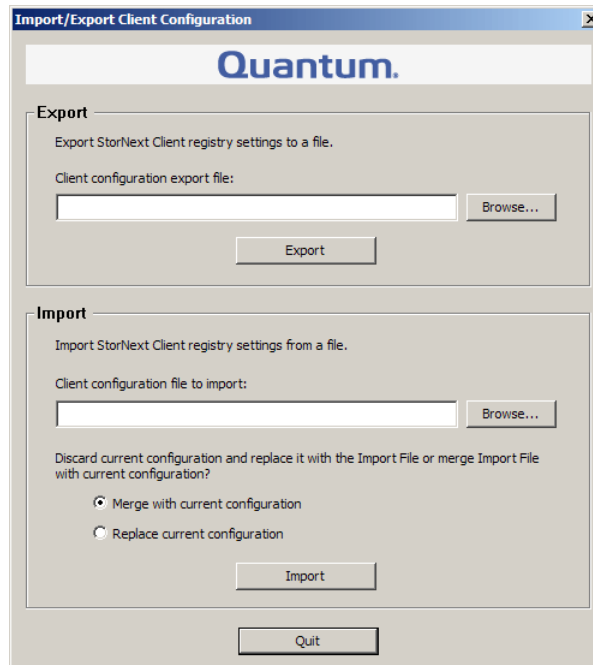 Import/Export Client Configuration
Quantum.
Export
Export StorNext Client registry settings to a file.
Client configuration export file:
Browse...
Export
Import
Import StorNext Client registry settings from a file.
Client configuration file to import:
Browse...
Discard current configuration and replace it with the Import File or merge Import File
with current configuration?
Merge with current configuration
Replace current configuration
Import
Quit